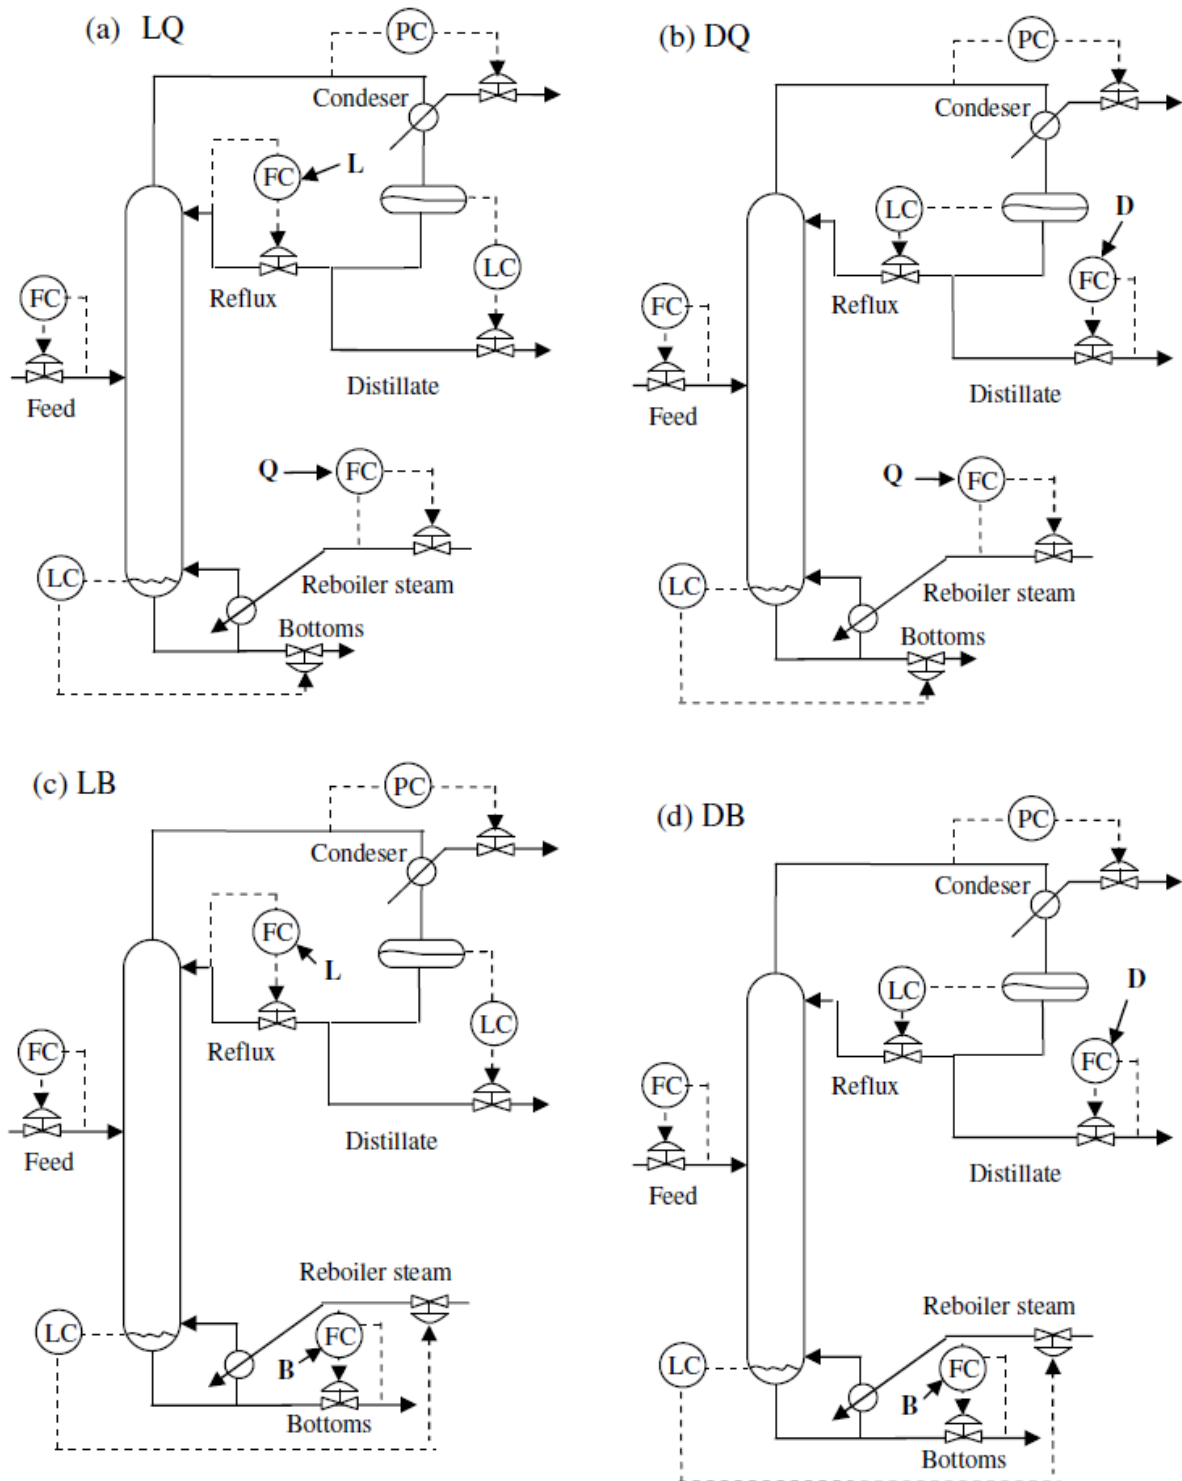 (a) LQ
PC
Condeser
FC
L
LC
FC
Reflux
Feed
Distillate
Q
FC
LC
Reboiler steam
Bottoms
(b) DQ
PC
Condeser
LC
D
FC
FC
Reflux
Feed
Distillate
Q
FC
LC
Reboiler steam
Bottoms
(c) LB
PC
Condeser
FC
L
LC
FC
Reflux
Feed
Distillate
Reboiler steam
LC
FC
B
Bottoms
(d) DB
PC
Condeser
LC
D
FC
FC
Reflux
Feed
Distillate
Reboiler steam
LC
FC
B
Bottoms